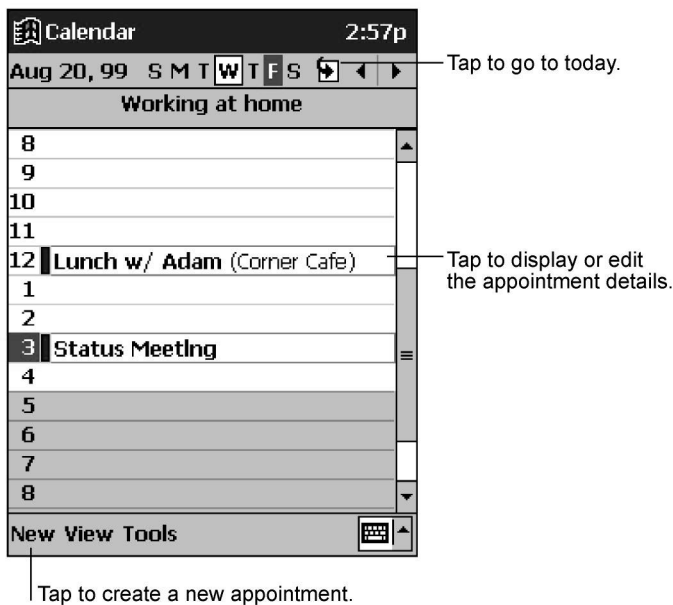 Calendar 2:57p
Aug 20, 99 S M T W T F S
Tap to go to today.
Working at home
8
9
10
11
12 Lunch w/ Adam (Corner Cafe)
Tap to display or edit
the appointment details.
1
2
3 Status Meeting
4
5
6
7
8
New View Tools
Tap to create a new appointment.